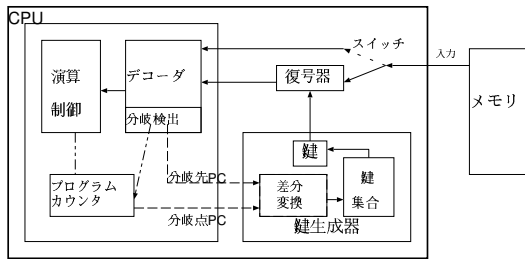 CPU
スイッチ
入力
メモリ
演算
制御
デコーダ
復号器
分岐検出
鍵
分岐先PC
プログラム
カウンタ
差分
変換
鍵
集合
分岐点PC
鍵生成器